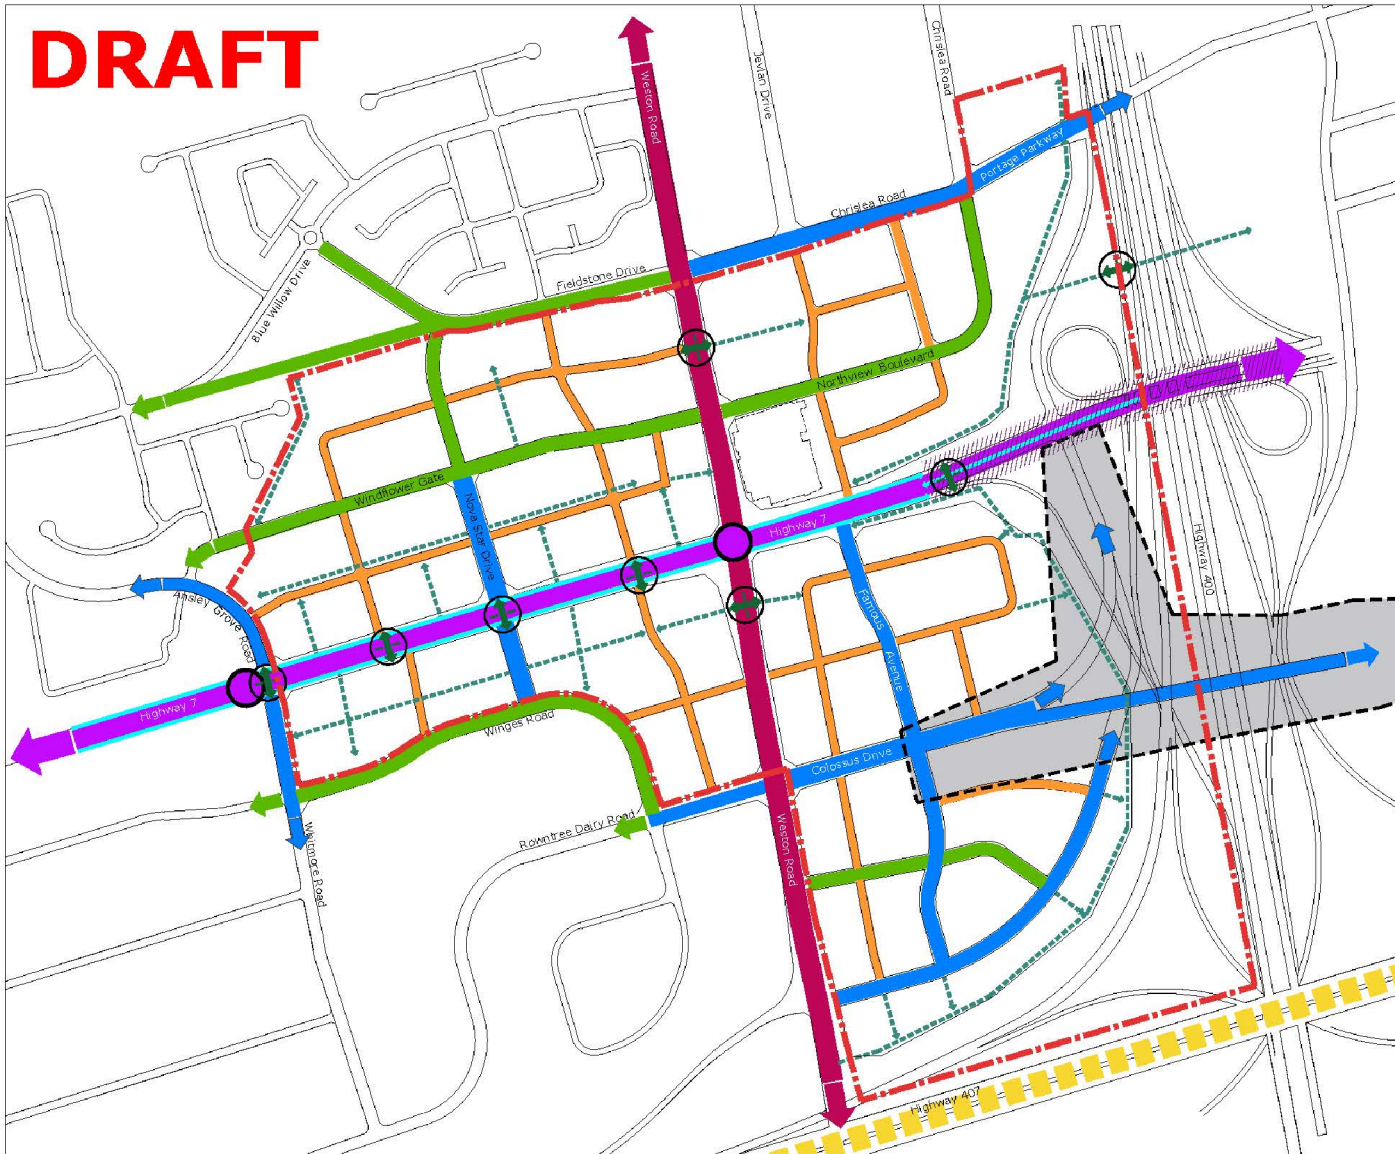 DRAFT
Weston Road
Jevlan Drive
Chrislea Road
Portage Parkway
Chrislea Road
Fieldstone Drive
Blue Willow Drive
Northview Boulevard
Windflower Gate
Nova Star Drive
Highway 7
Highway 400
Ansley Grove Road
Famous
Avenue
Highway 7
Winges Road
Colossus Drive
Rowntree Dairy Road
Weston Road
Whitmore Road
Highway 407